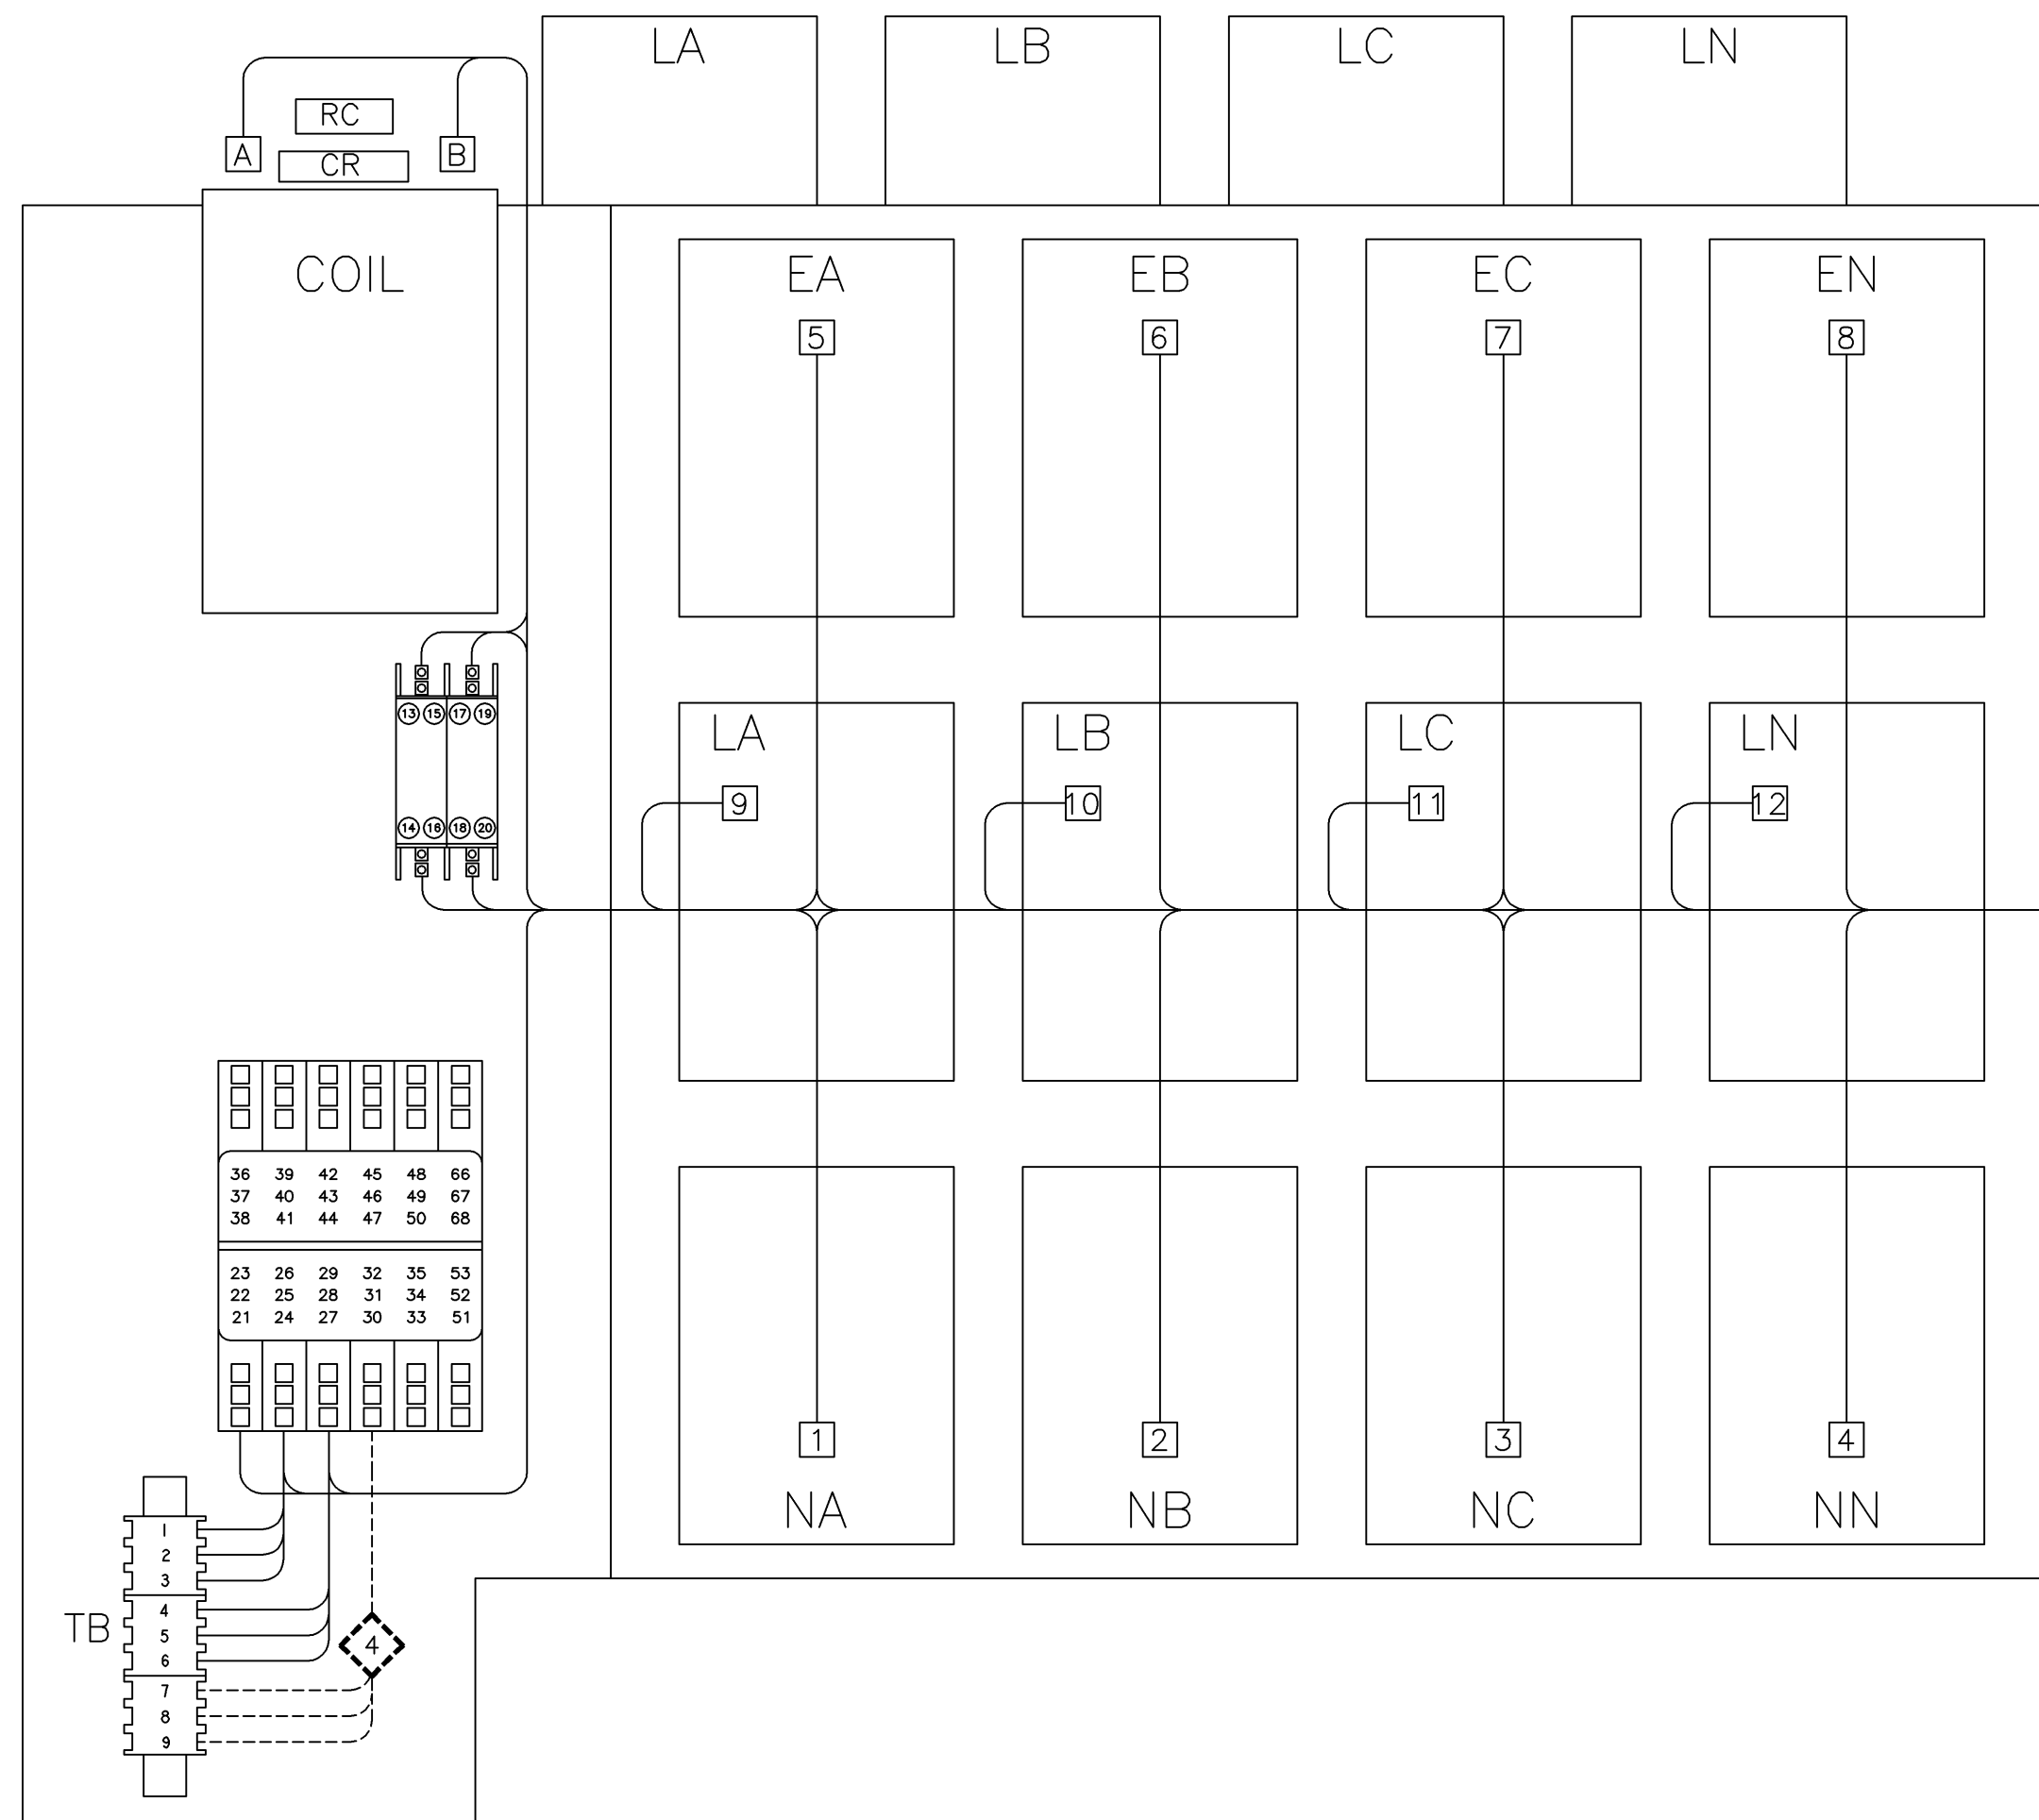 LA LB LC LN
RC
A B
CR
COIL
EA EB EC EN
5 6 7 8
13 15 17 19
LA LB LC LN
9 10 11 12
14 16 18 20
36 39 42 45 48 66
37 40 43 46 49 67
38 41 44 47 50 68
23 26 29 32 35 53
22 25 28 31 34 52
21 24 27 30 33 51
1 2 3 4
NA NB NC NN
1
2
3
4
TB
5
4
6
7
8
9